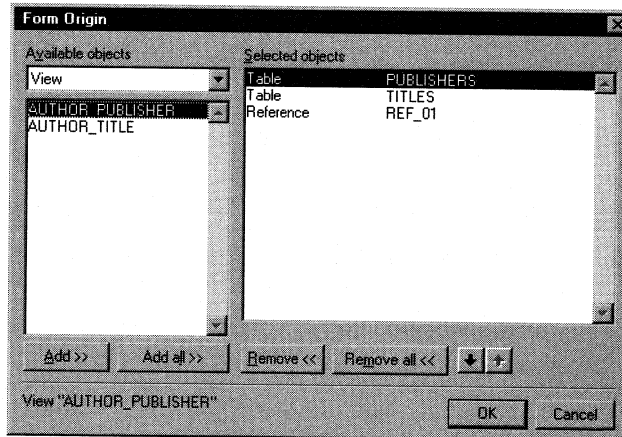 Form Origin
Available objects
Selected objects
View
AUTHOR_PUBLISHER
AUTHOR_TITLE
Table PUBLISHERS
Table TITLES
Reference REF_01
Add >>
Add all >>
Remove <<
Remove all <<
View "AUTHOR_PUBLISHER"
OK
Cancel